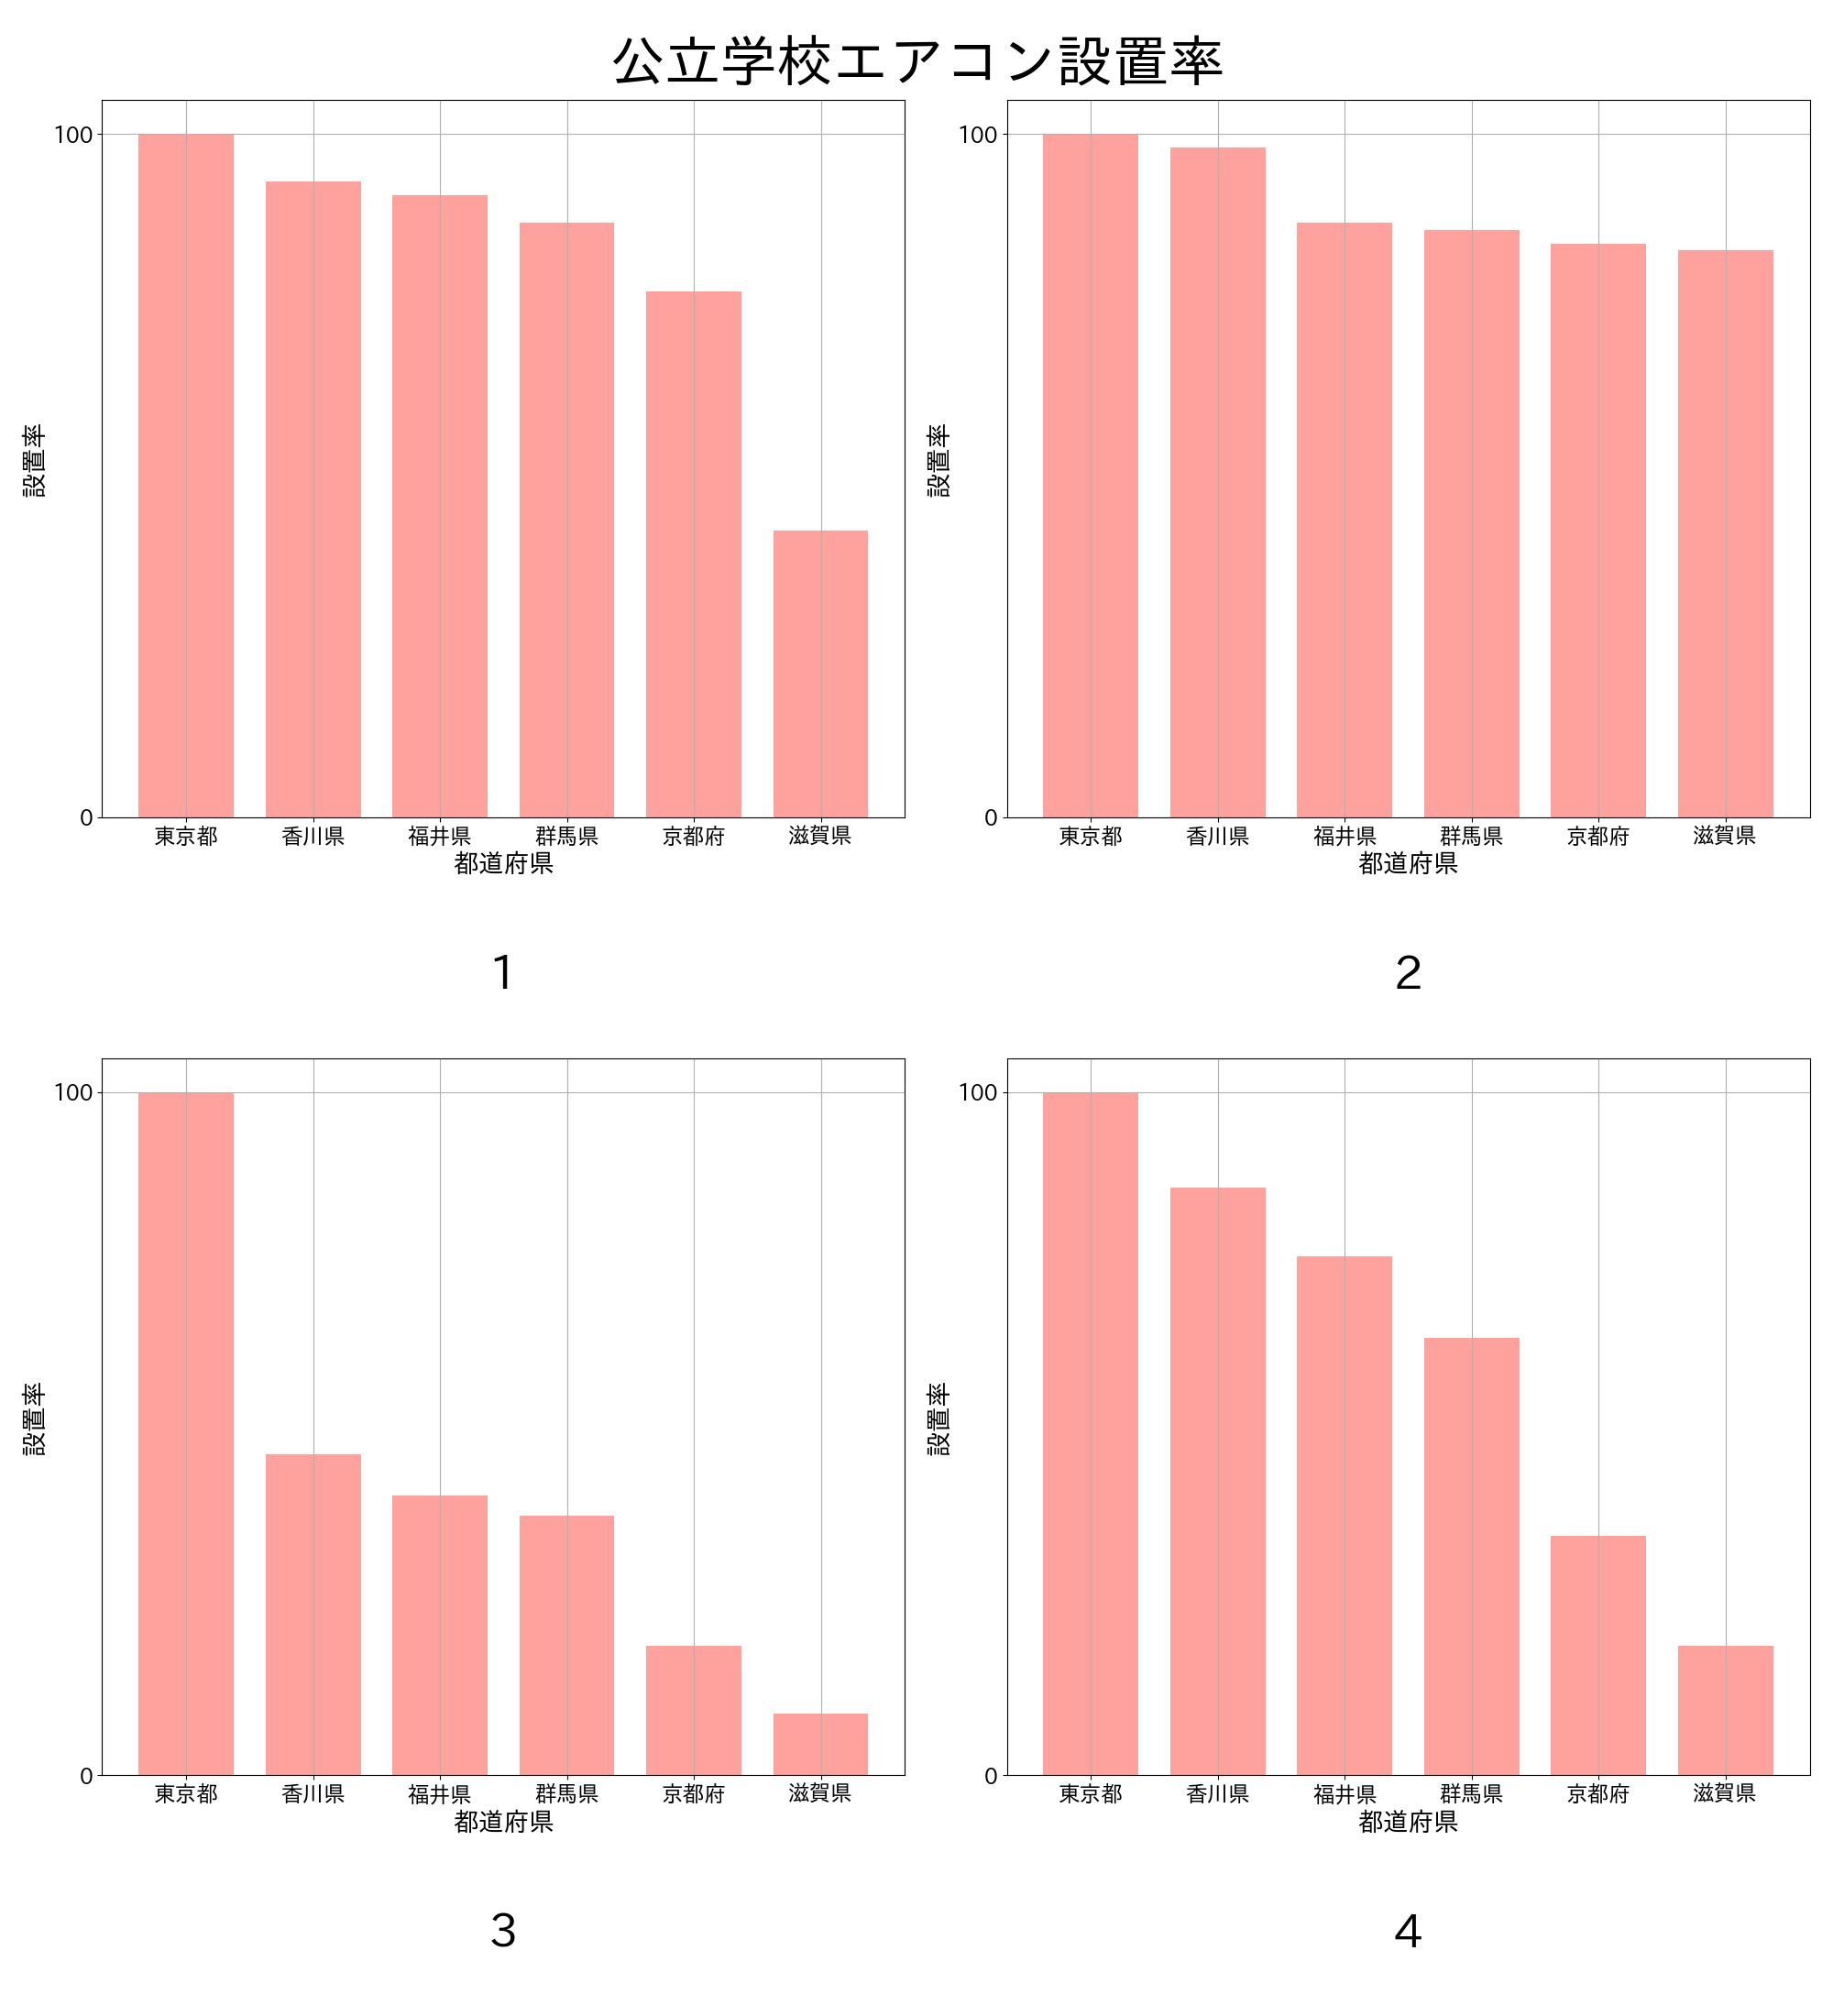 公立学校エアコン設置率
100
0
設置率
東京都 香川県 福井県 群馬県 京都府 滋賀県
都道府県
1
100
0
設置率
東京都 香川県 福井県 群馬県 京都府 滋賀県
都道府県
2
100
0
設置率
東京都 香川県 福井県 群馬県 京都府 滋賀県
都道府県
3
100
0
設置率
東京都 香川県 福井県 群馬県 京都府 滋賀県
都道府県
4